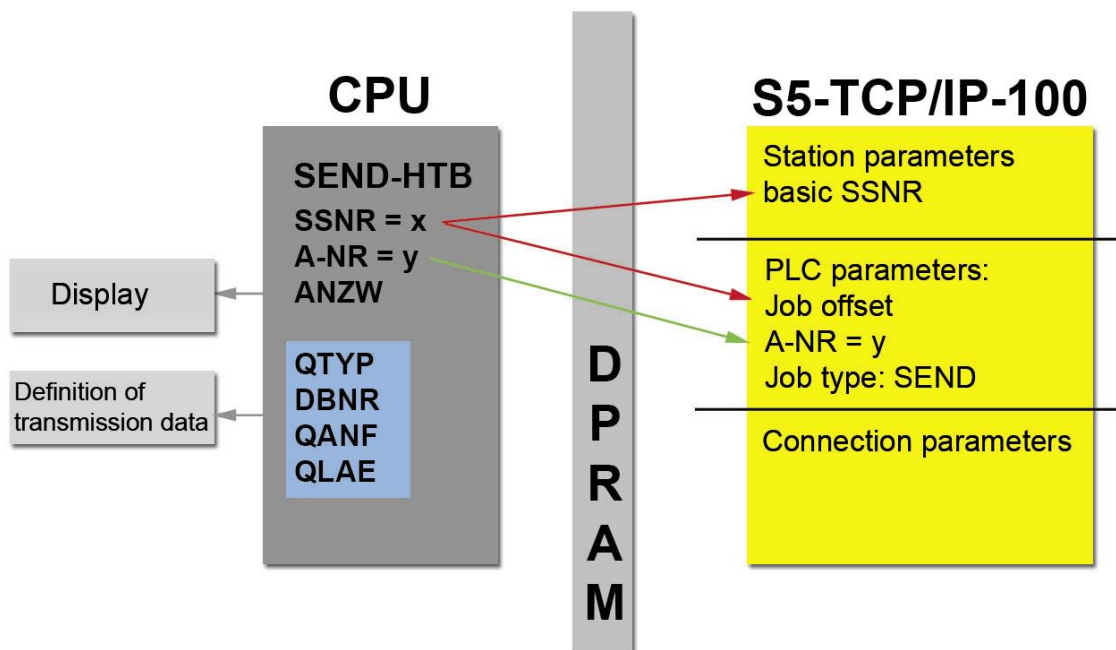 CPU
SEND-HTB
SSNR = x
A-NR = y
ANZW
QTYP
DBNR
QANF
QLAE
Display
Definition of
transmission data
D
P
R
A
M
S5-TCP/IP-100
Station parameters
basic SSNR
PLC parameters:
Job offset
A-NR = y
Job type: SEND
Connection parameters